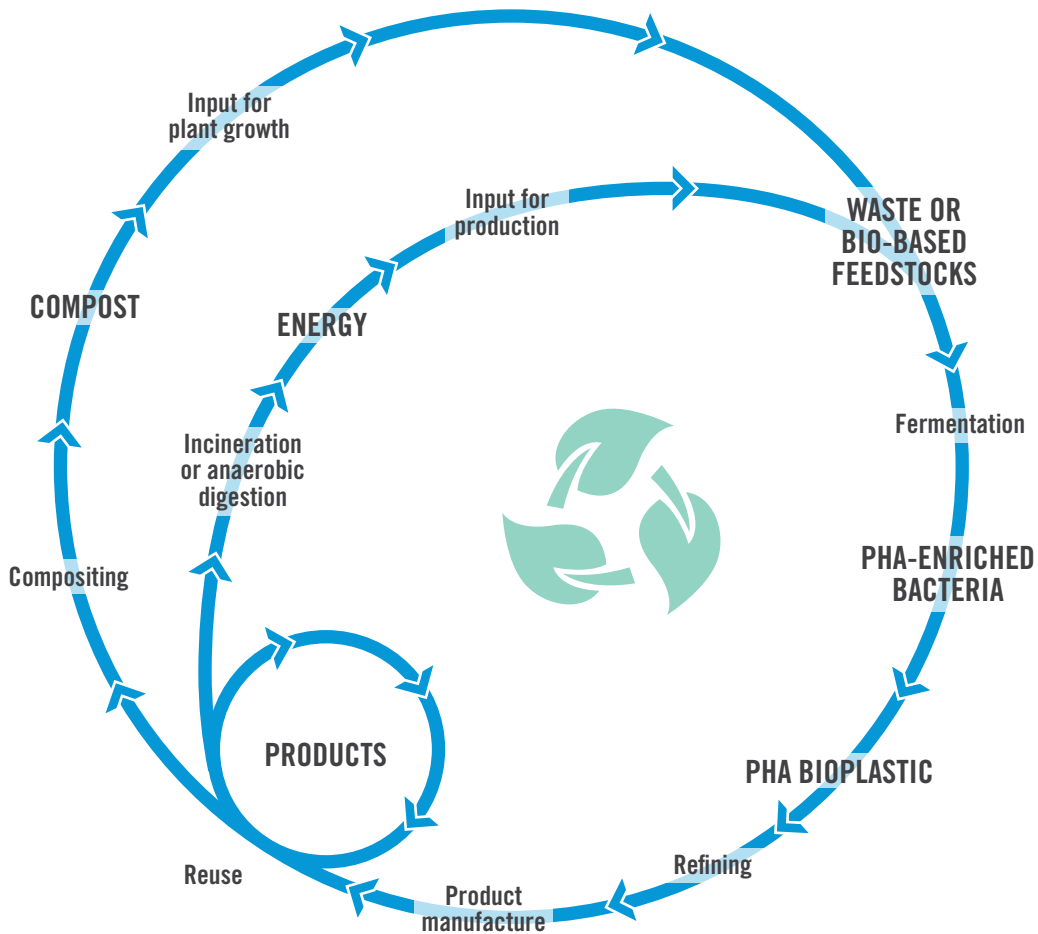 Input for
plant growth
Input for
production
WASTE OR
BIO-BASED
FEEDSTOCKS
COMPOST
ENERGY
Fermentation
Incineration
or anaerobic
digestion
PHA-ENRICHED
BACTERIA
Compositing
PRODUCTS
PHA BIOPLASTIC
Refining
Reuse
Product
manufacture